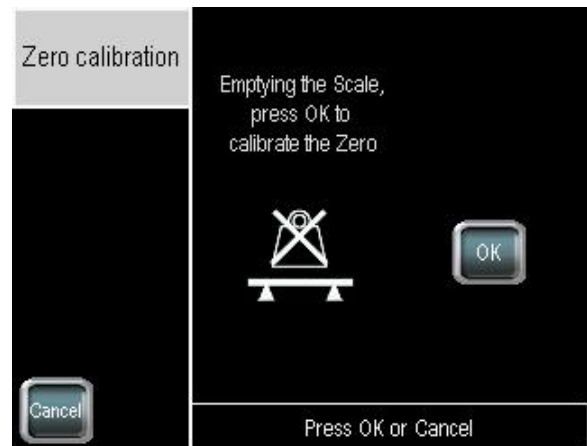 Zero calibration
Emptying the Scale,
press OK to
calibrate the Zero
OK
Cancel
Press OK or Cancel